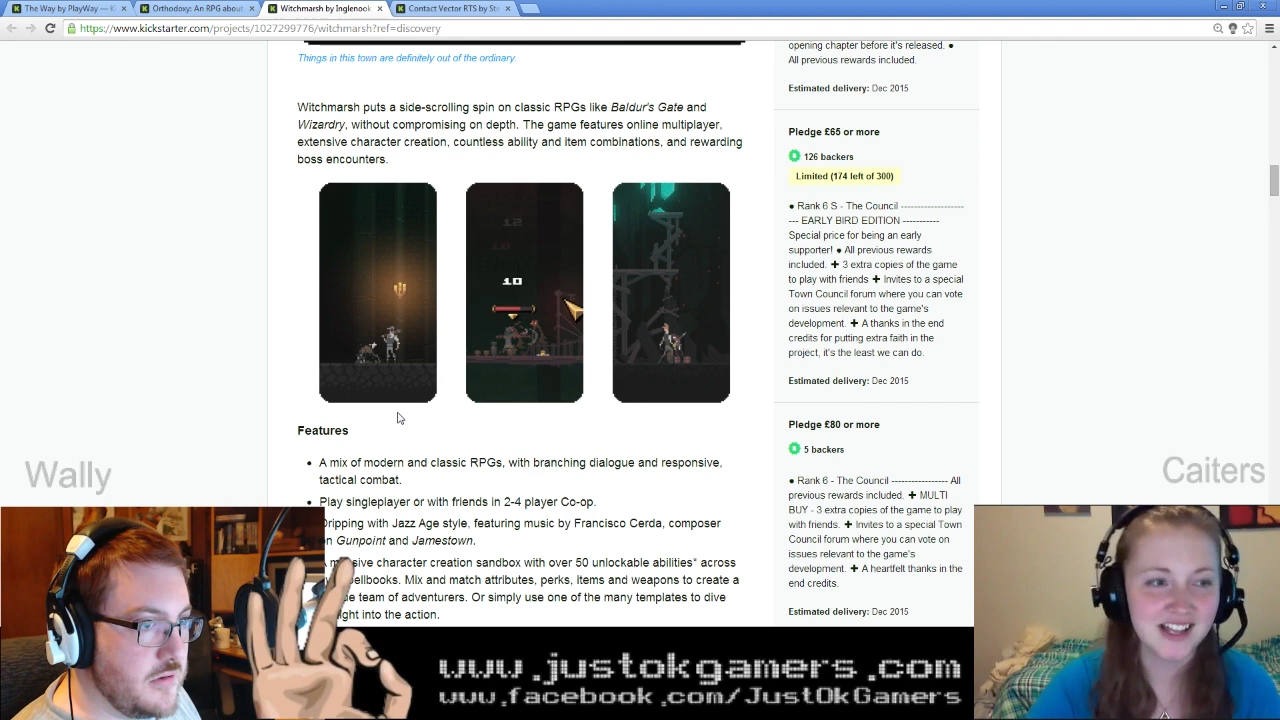 The Way by PlayWay — Ki
Orthodoxy: An RPG about
Witchmarsh by Inglenook
Contact Vector RTS by Ste
https://www.kickstarter.com/projects/1027299776/witchmarsh?ref=discovery
Things in this town are definitely out of the ordinary.
Witchmarsh puts a side-scrolling spin on classic RPGs like Baldur's Gate and
Wizardry, without compromising on depth. The game features online multiplayer,
extensive character creation, countless ability and item combinations, and rewarding
boss encounters.
12
10
10
Features
• A mix of modern and classic RPGs, with branching dialogue and responsive,
tactical combat.
• Play singleplayer or with friends in 2-4 player Co-op.
Dripping with Jazz Age style, featuring music by Francisco Cerda, composer
on Gunpoint and Jamestown.
character creation sandbox with over 50 unlockable abilities* across
Mix and match attributes, perks, items and weapons to create a
team of adventurers. Or simply use one of the many templates to dive
into the action.
opening chapter before it's released. ●
All previous rewards included.
Estimated delivery: Dec 2015
Pledge £65 or more
126 backers
Limited (174 left of 300)
● Rank 6 S - The Council --------------------
--- EARLY BIRD EDITION -----------
Special price for being an early
supporter! ● All previous rewards
included. ✚ 3 extra copies of the game
to play with friends ✚ Invites to a special
Town Council forum where you can vote
on issues relevant to the game's
development. ✚ A thanks in the end
credits for putting extra faith in the
project, it's the least we can do.
Estimated delivery: Dec 2015
Pledge £80 or more
5 backers
● Rank 6 - The Council ----------------- All
previous rewards included. ✚ MULTI
BUY - 3 extra copies of the game to play
with friends. ✚ Invites to a special Town
Council forum where you can vote on
issues relevant to the game's
development. ✚ A heartfelt thanks in the
end credits.
Estimated delivery: Dec 2015
Wally
Caiters
www.justokgamers.com
www.facebook.com/JustOkGamers